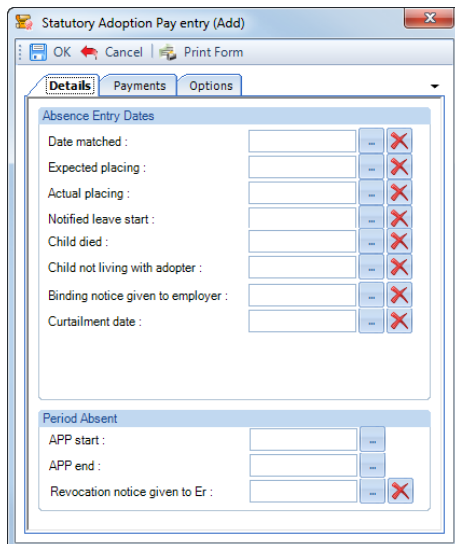 Statutory Adoption Pay entry (Add)
OK Cancel Print Form
Details Payments Options
Absence Entry Dates
Date matched :
Expected placing :
Actual placing :
Notified leave start :
Child died :
Child not living with adopter :
Binding notice given to employer :
Curtailment date :
Period Absent
APP start :
APP end :
Revocation notice given to Er :